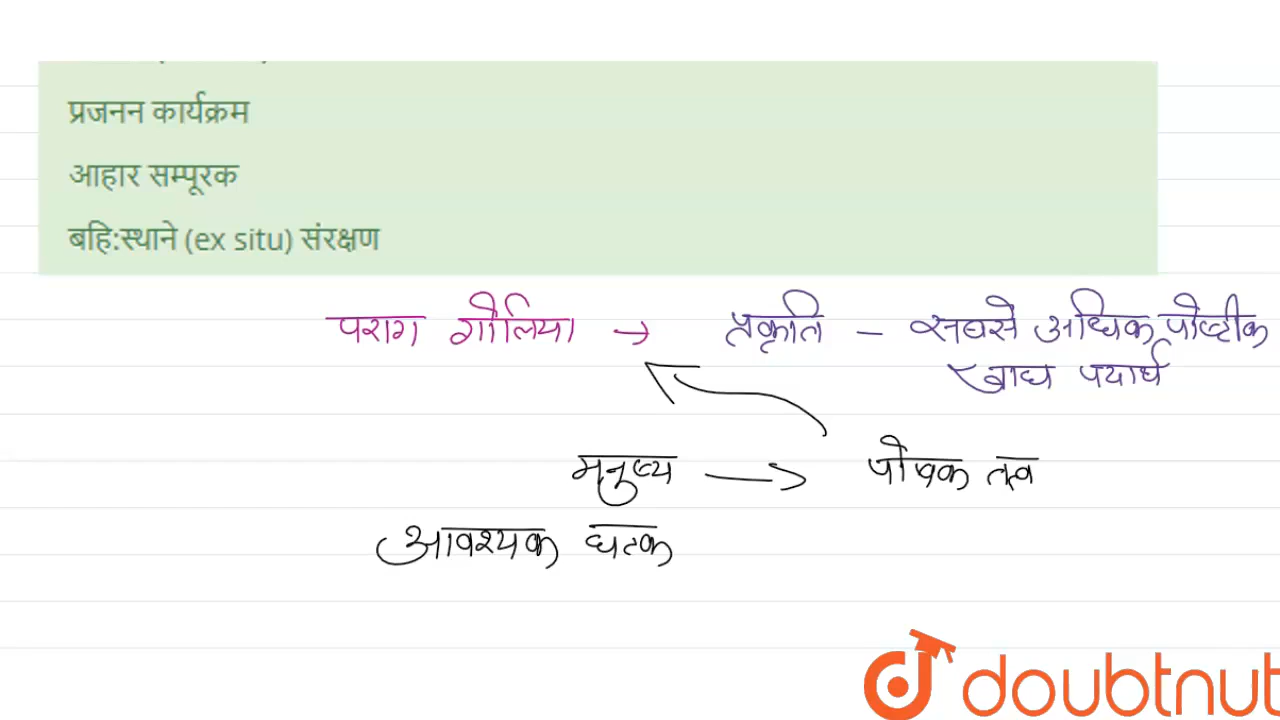 प्रजनन कार्यक्रम
आहार सम्पूरक
बहि:स्थाने (ex situ) संरक्षण
पराग गोलिया → प्रकृति - सबसे अधिक पौष्टीक
खाद्य पदार्थ
मनुष्य → पोषक तत्व
आवश्यक घटक
doubtnut